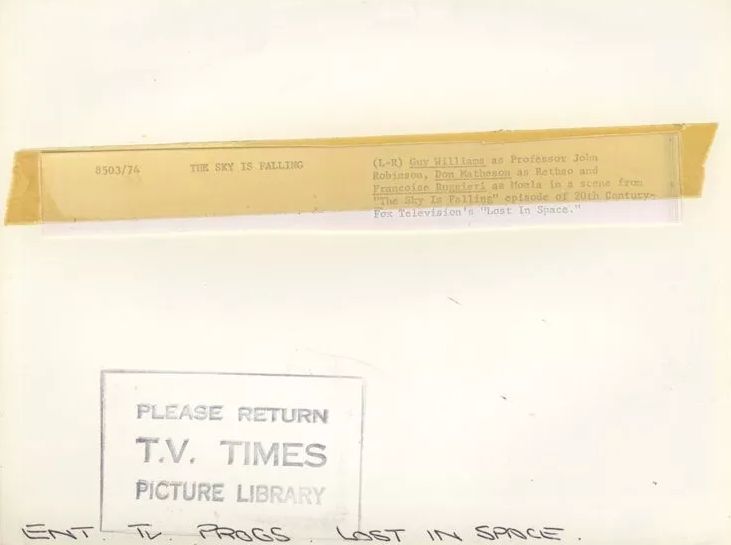 8503/74 THE SKY IS FALLING (L-R) Guy Williams as Professor John
Robinson, Don Matheson as Rethso and
Francoise Ruggieri as Moela in a scene from
"The Sky Is Falling" episode of 20th Century-
Fox Television's "Lost In Space."
PLEASE RETURN
T.V. TIMES
PICTURE LIBRARY
ENT. TV. PROGS. LOST IN SPACE.